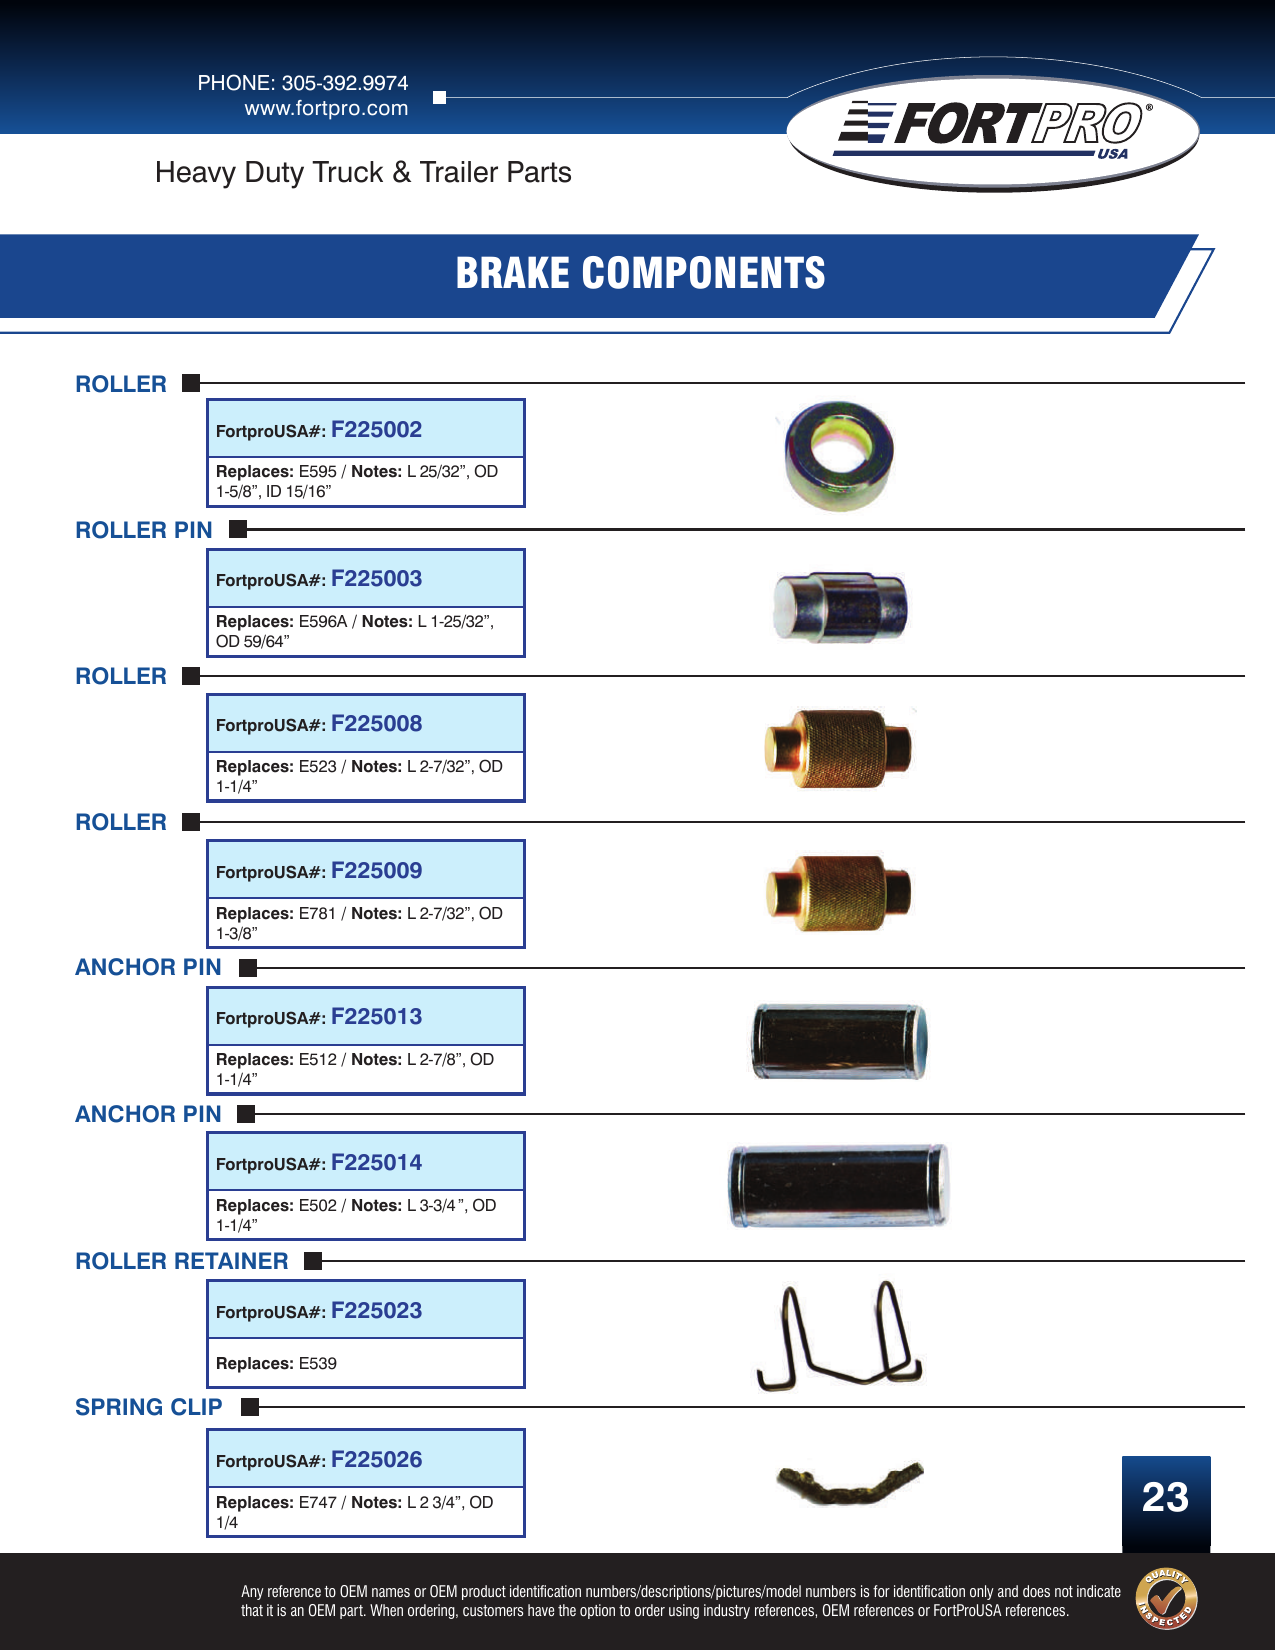 PHONE: 305-392.9974
www.fortpro.com
FORTPRO®
USA
Heavy Duty Truck & Trailer Parts
BRAKE COMPONENTS
ROLLER
FortproUSA#: F225002
Replaces: E595 / Notes: L 25/32”, OD
1-5/8”, ID 15/16”
ROLLER PIN
FortproUSA#: F225003
Replaces: E596A / Notes: L 1-25/32”,
OD 59/64”
ROLLER
FortproUSA#: F225008
Replaces: E523 / Notes: L 2-7/32”, OD
1-1/4”
ROLLER
FortproUSA#: F225009
Replaces: E781 / Notes: L 2-7/32”, OD
1-3/8”
ANCHOR PIN
FortproUSA#: F225013
Replaces: E512 / Notes: L 2-7/8”, OD
1-1/4”
ANCHOR PIN
FortproUSA#: F225014
Replaces: E502 / Notes: L 3-3/4 ”, OD
1-1/4”
ROLLER RETAINER
FortproUSA#: F225023
Replaces: E539
SPRING CLIP
FortproUSA#: F225026
Replaces: E747 / Notes: L 2 3/4”, OD
1/4
23
Any reference to OEM names or OEM product identification numbers/descriptions/pictures/model numbers is for identification only and does not indicate
that it is an OEM part. When ordering, customers have the option to order using industry references, OEM references or FortProUSA references.
QUALITY
INSPECTED